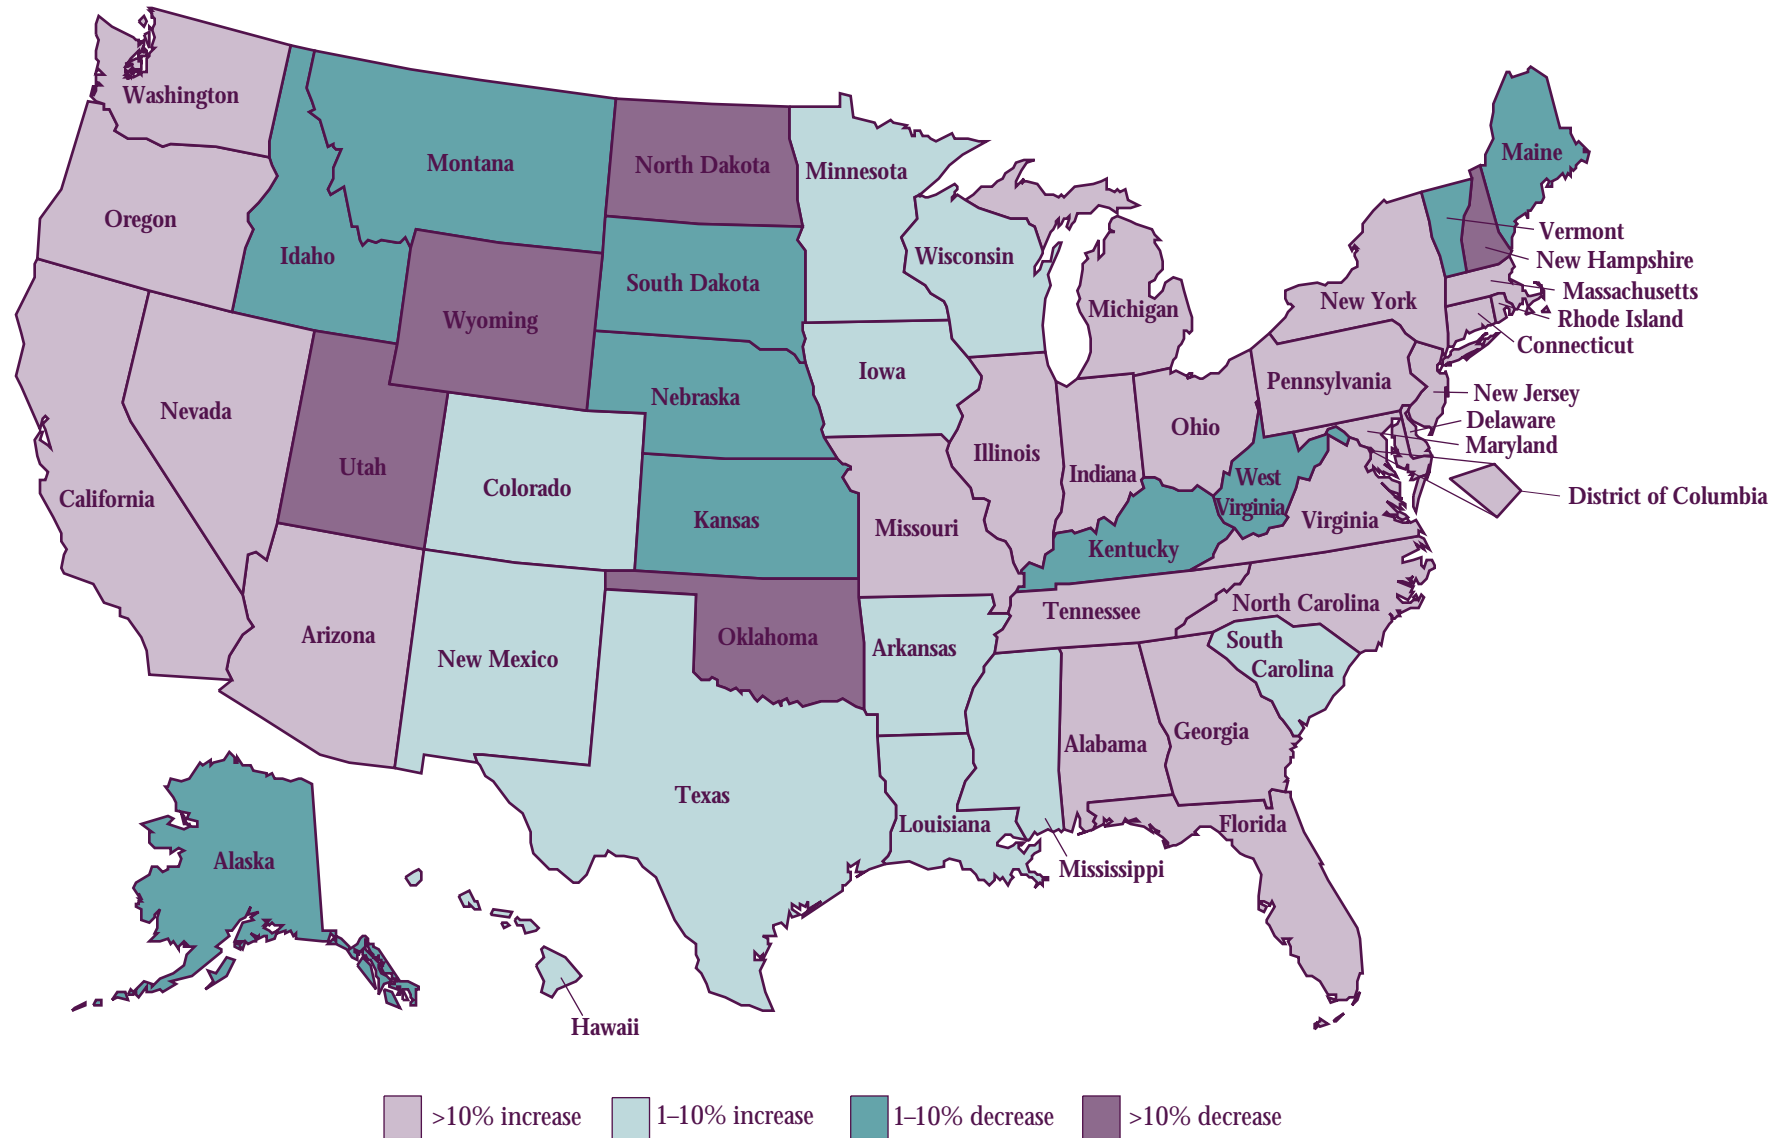 Washington
Montana
North Dakota
Minnesota
Maine
Oregon
Idaho
Wisconsin
Vermont
New Hampshire
South Dakota
Wyoming
Michigan
New York
Massachusetts
Rhode Island
Connecticut
Iowa
Pennsylvania
Nebraska
New Jersey
Nevada
Delaware
Ohio
Maryland
Illinois
Utah
Indiana
West
Virginia
Colorado
California
District of Columbia
Kansas
Missouri
Virginia
Kentucky
Tennessee
North Carolina
Arizona
Oklahoma
Arkansas
South
Carolina
New Mexico
Georgia
Alabama
Texas
Louisiana
Florida
Alaska
Mississippi
Hawaii
>10% increase
1–10% increase
1–10% decrease
>10% decrease